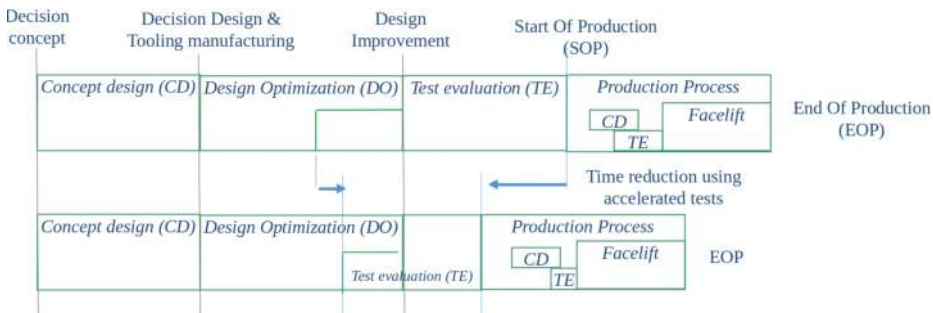 Decision
concept
Decision Design &
Tooling manufacturing
Design
Improvement
Start Of Production
(SOP)
Concept design (CD)
Design Optimization (DO)
Test evaluation (TE)
Production Process
CD
TE
Facelift
End Of Production
(EOP)
Time reduction using
accelerated tests
Concept design (CD)
Design Optimization (DO)
Test evaluation (TE)
Production Process
CD
TE
Facelift
EOP